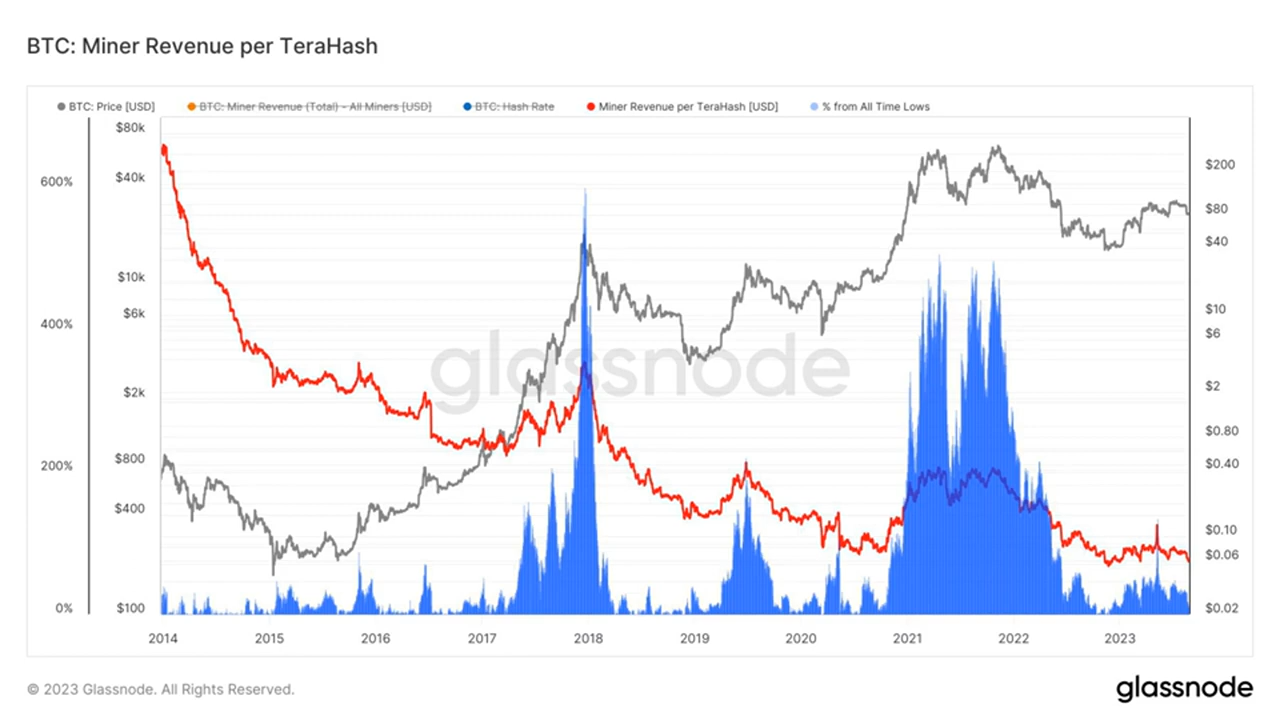 BTC: Miner Revenue per TeraHash
BTC: Price [USD] BTC: Miner Revenue (Total) - All Miners [USD] BTC: Hash Rate Miner Revenue per TeraHash [USD] % from All Time Lows
600%
400%
200%
0%
$80k
$40k
$10k
$6k
$2k
$800
$400
$100
glassnode
$200
$80
$40
$10
$6
$2
$0.80
$0.40
$0.10
$0.06
$0.02
2014 2015 2016 2017 2018 2019 2020 2021 2022 2023
© 2023 Glassnode. All Rights Reserved.
glassnode